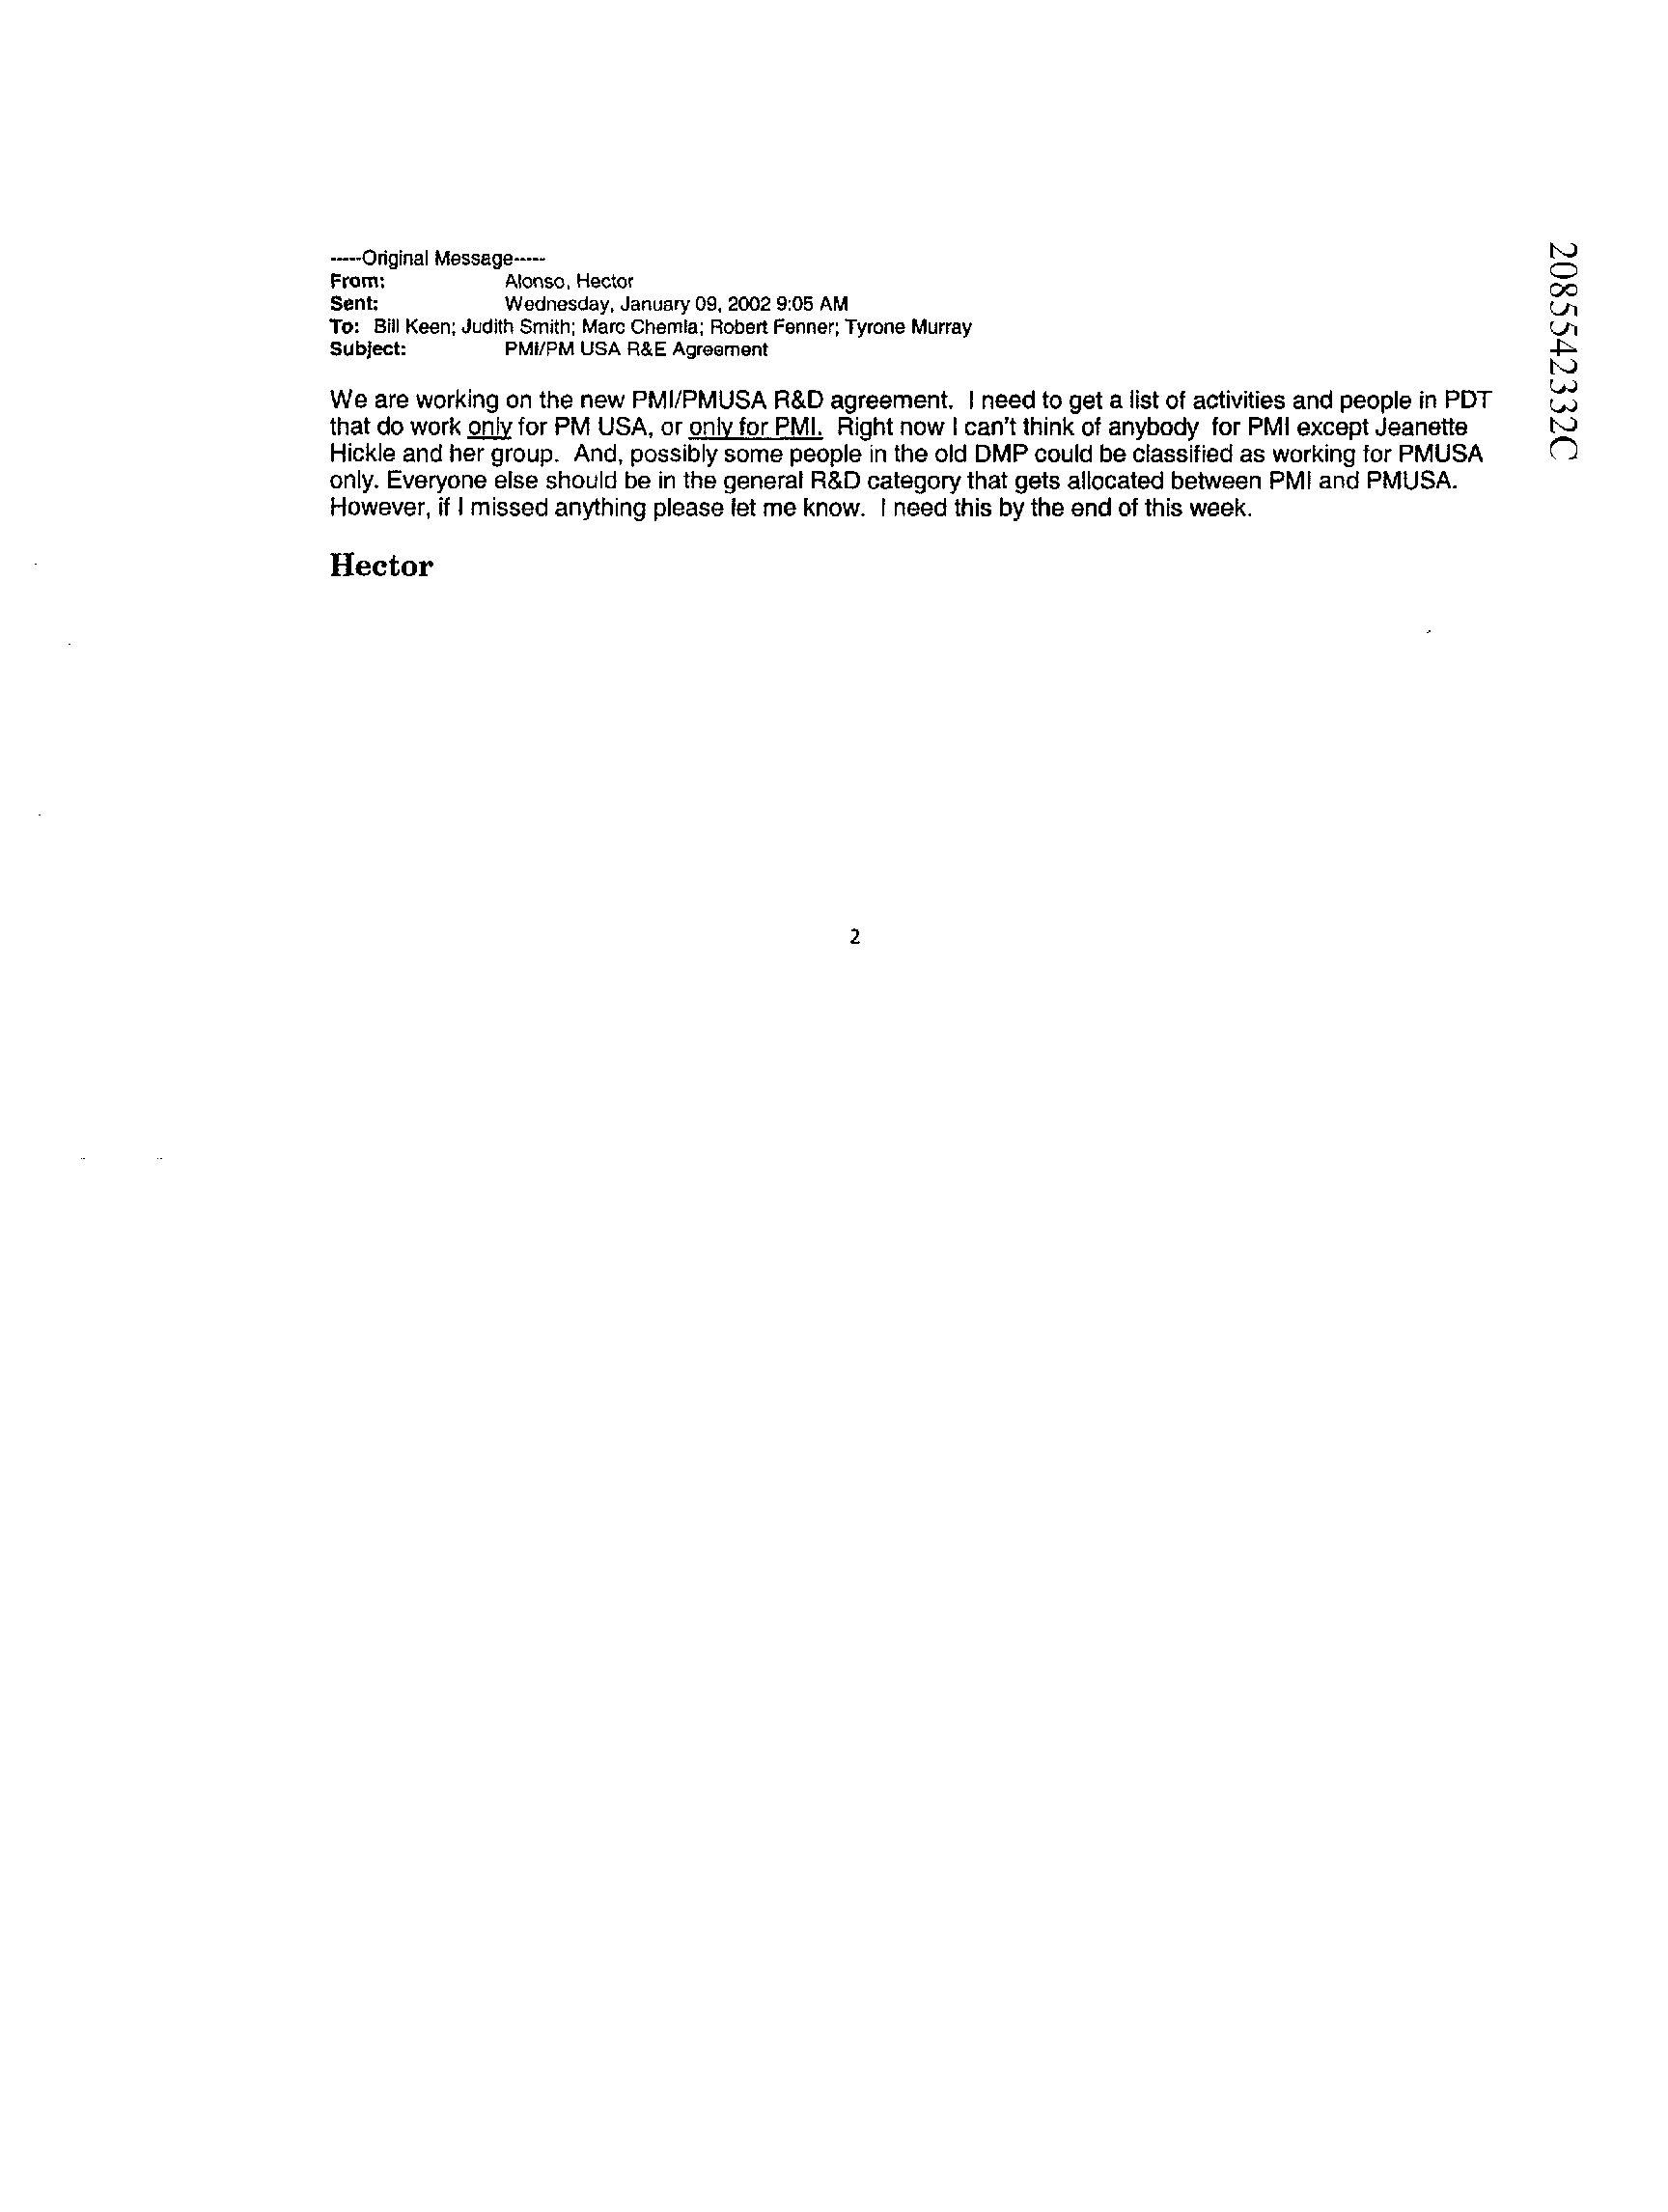 -----Original Message-----
From: Alonso, Hector
Sent: Wednesday, January 09, 2002 9:05 AM
To: Bill Keen; Judith Smith; Marc Chemla; Robert Fenner; Tyrone Murray
Subject: PMI/PM USA R&E Agreement
We are working on the new PMI/PMUSA R&D agreement. I need to get a list of activities and people in PDT
that do work only for PM USA, or only for PMI. Right now I can't think of anybody for PMI except Jeanette
Hickle and her group. And, possibly some people in the old DMP could be classified as working for PMUSA
only. Everyone else should be in the general R&D category that gets allocated between PMI and PMUSA.
However, if I missed anything please let me know. I need this by the end of this week.
Hector
2
2085542332C